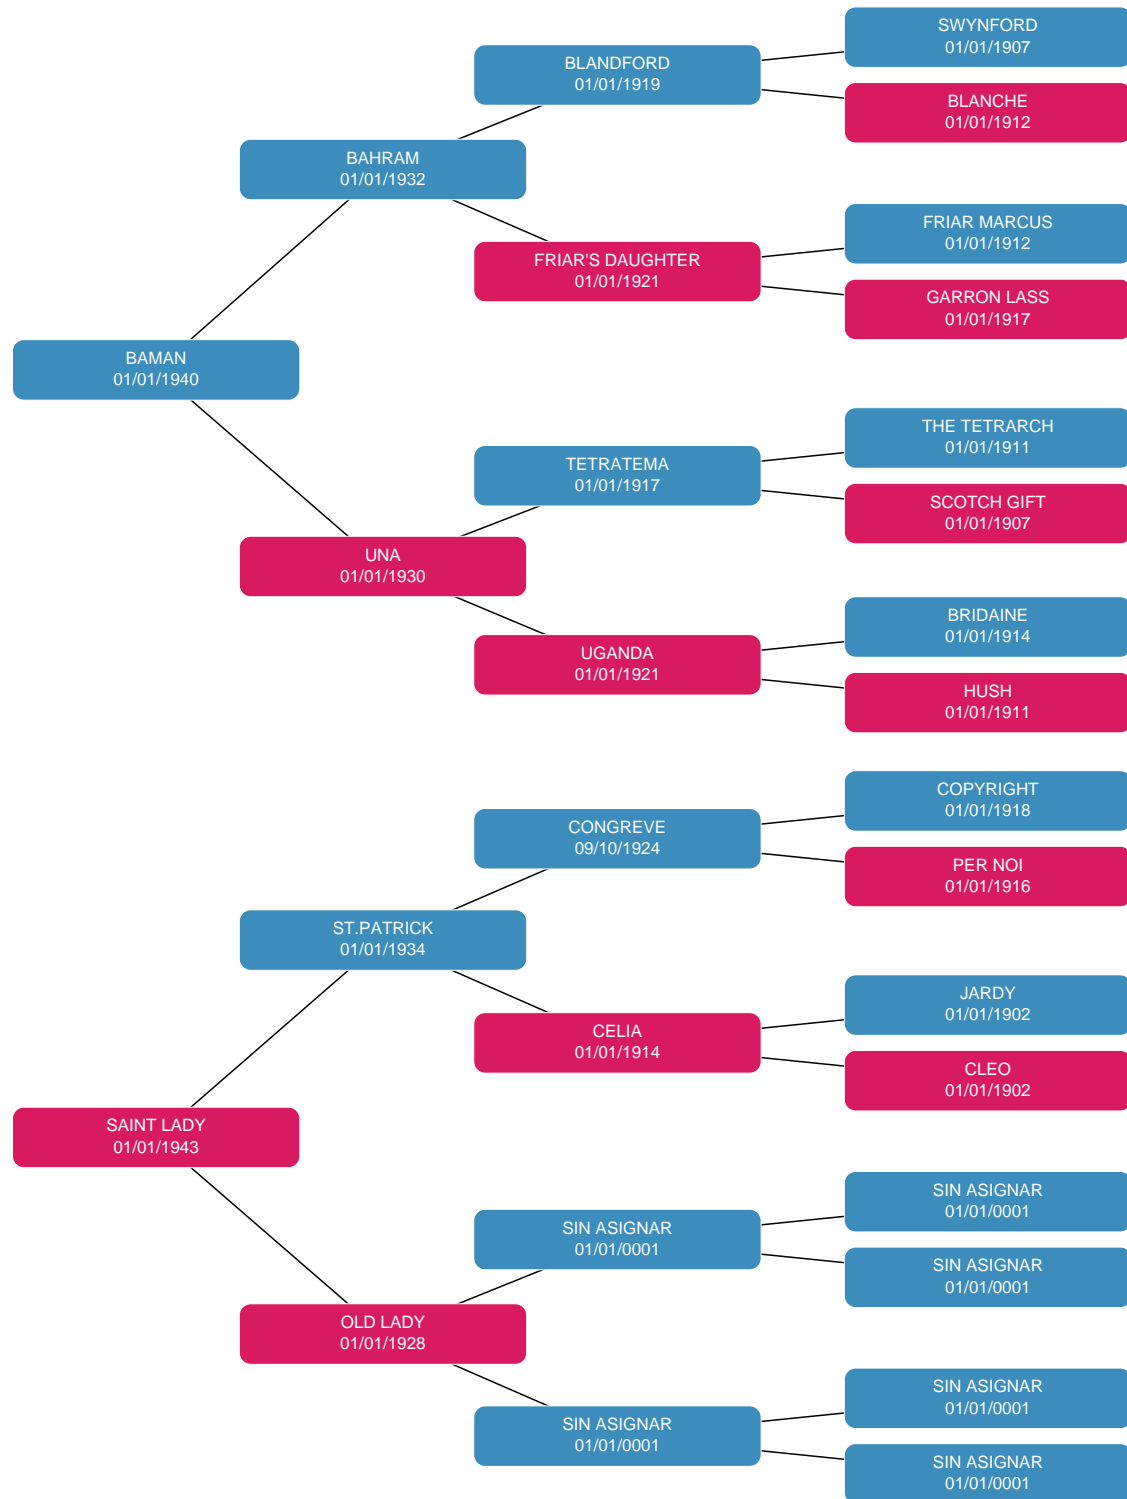 SWYNFORD
01/01/1907
BLANDFORD
01/01/1919
BLANCHE
01/01/1912
BAHRAM
01/01/1932
FRIAR MARCUS
01/01/1912
FRIAR'S DAUGHTER
01/01/1921
GARRON LASS
01/01/1917
BAMAN
01/01/1940
THE TETRARCH
01/01/1911
TETRATEMA
01/01/1917
SCOTCH GIFT
01/01/1907
UNA
01/01/1930
BRIDAINE
01/01/1914
UGANDA
01/01/1921
HUSH
01/01/1911
COPYRIGHT
01/01/1918
CONGREVE
09/10/1924
PER NOI
01/01/1916
ST.PATRICK
01/01/1934
JARDY
01/01/1902
CELIA
01/01/1914
CLEO
01/01/1902
SAINT LADY
01/01/1943
SIN ASIGNAR
01/01/0001
SIN ASIGNAR
01/01/0001
SIN ASIGNAR
01/01/0001
OLD LADY
01/01/1928
SIN ASIGNAR
01/01/0001
SIN ASIGNAR
01/01/0001
SIN ASIGNAR
01/01/0001